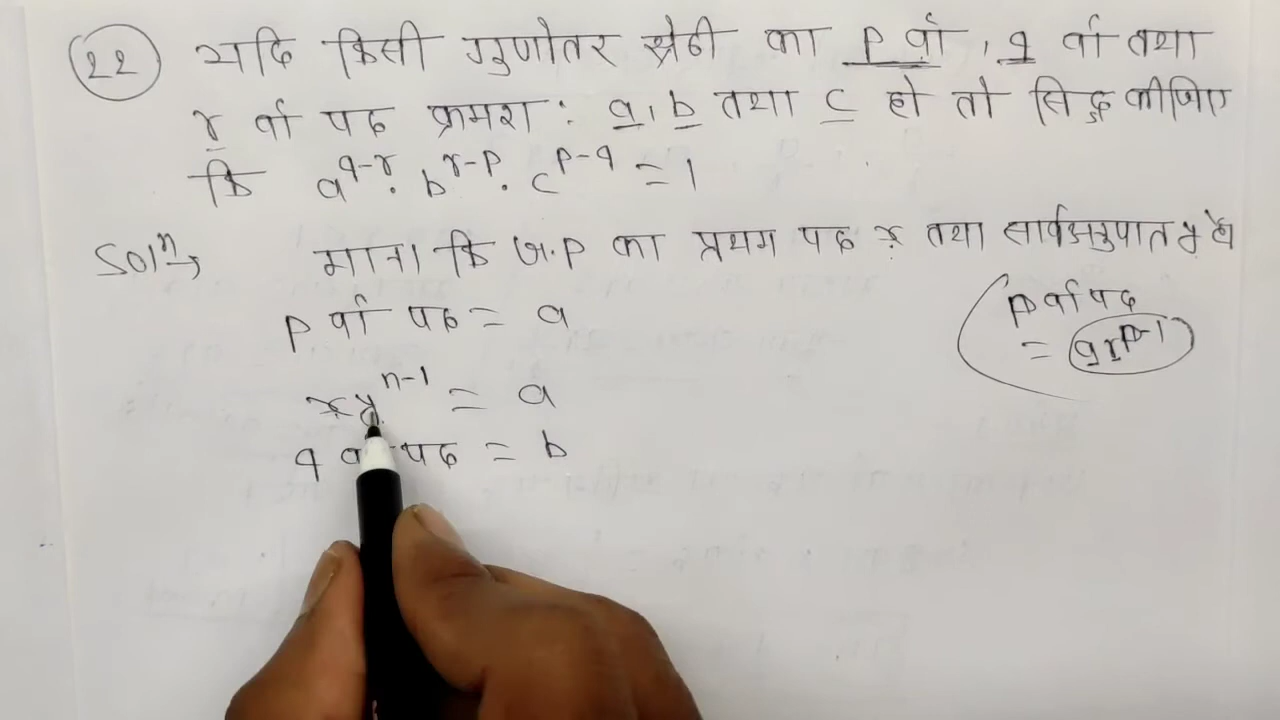 22 यदि किसी गुणोतर श्रेढी का p वाँ , q वाँ तथा
r वाँ पद क्रमश : a, b तथा c हो तो सिद्ध कीजिए
कि a^{q-r} . b^{r-p} . c^{p-q} = 1
Solⁿ→ माना कि G.P का प्रथम पद x तथा सार्वअनुपात y है
p वाँ पद = a
p वाँ पद
= ar^{p-1}
xy^{n-1} = a
q वाँ पद = b